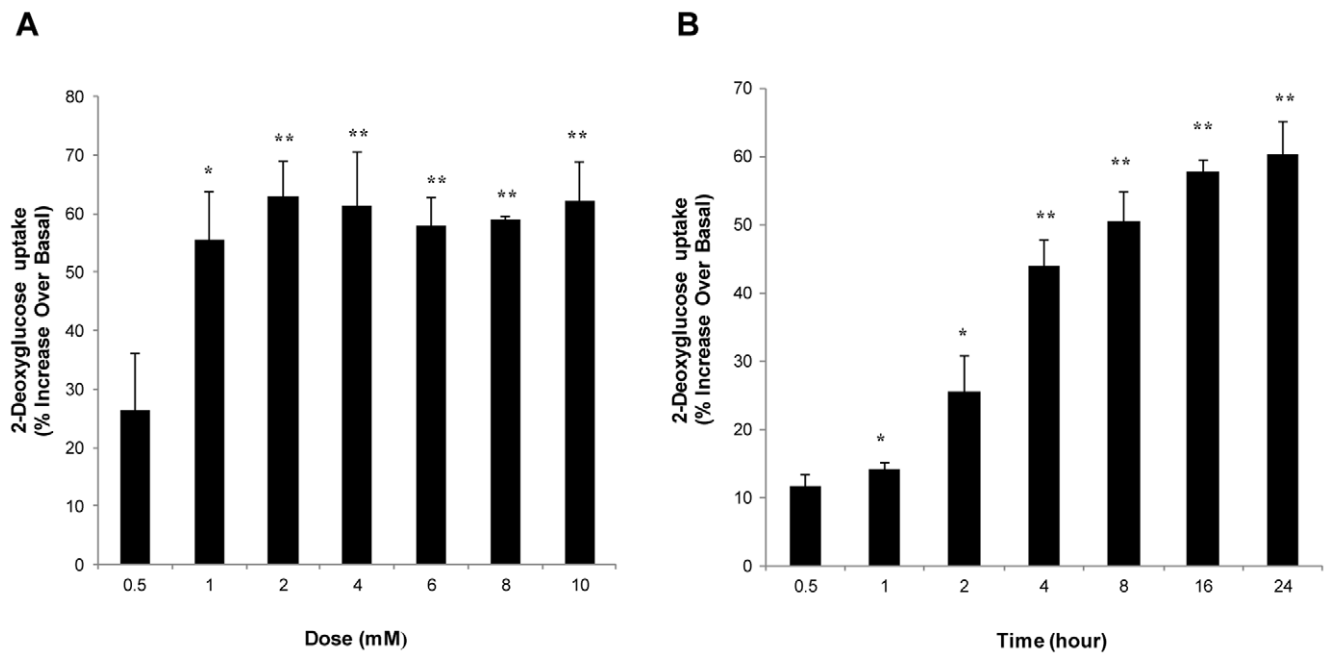 A
2-Deoxyglucose uptake
(% Increase Over Basal)
80
70
60
50
40
30
20
10
0
*
**
**
**
**
**
0.5 1 2 4 6 8 10
Dose (mM)
B
2-Deoxyglucose uptake
(% Increase Over Basal)
70
60
50
40
30
20
10
0
*
*
**
**
**
**
0.5 1 2 4 8 16 24
Time (hour)